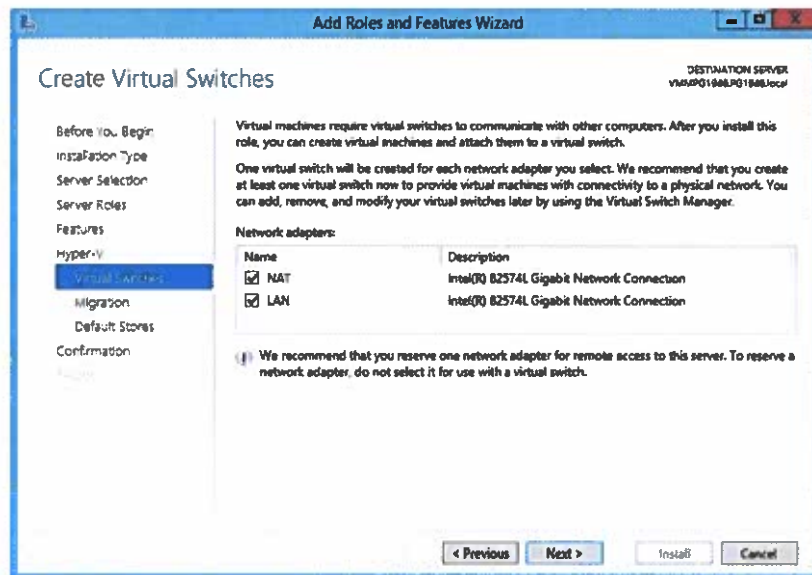 Add Roles and Features Wizard
Create Virtual Switches
DESTINATION SERVER
Before You Begin
Installation Type
Server Selection
Server Roles
Features
Hyper-V
Virtual Switches
Migration
Default Stores
Confirmation
Virtual machines require virtual switches to communicate with other computers. After you install this
role, you can create virtual machines and attach them to a virtual switch.
One virtual switch will be created for each network adapter you select. We recommend that you create
at least one virtual switch now to provide virtual machines with connectivity to a physical network. You
can add, remove, and modify your virtual switches later by using the Virtual Switch Manager.
Network adapters:
Name Description
NAT Intel(R) 82574L Gigabit Network Connection
LAN Intel(R) 82574L Gigabit Network Connection
We recommend that you reserve one network adapter for remote access to this server. To reserve a
network adapter, do not select it for use with a virtual switch.
< Previous Next > Install Cancel